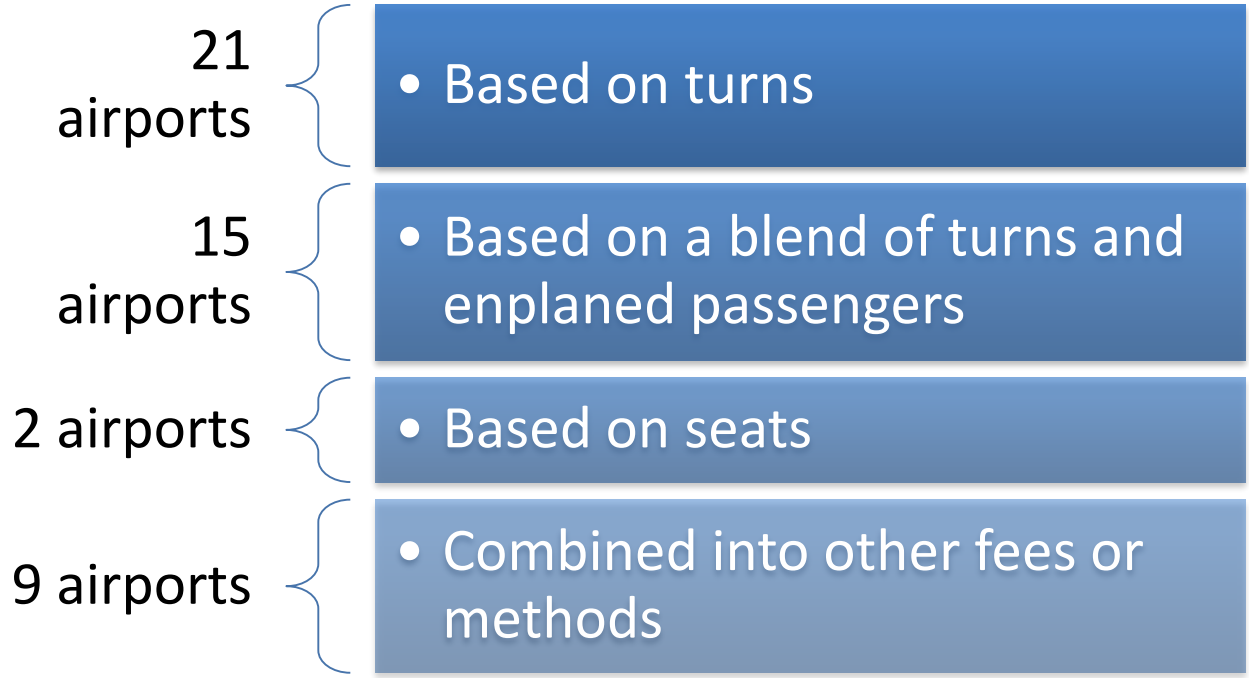 21
airports
• Based on turns
15
airports
• Based on a blend of turns and
enplaned passengers
2 airports
• Based on seats
9 airports
• Combined into other fees or
methods